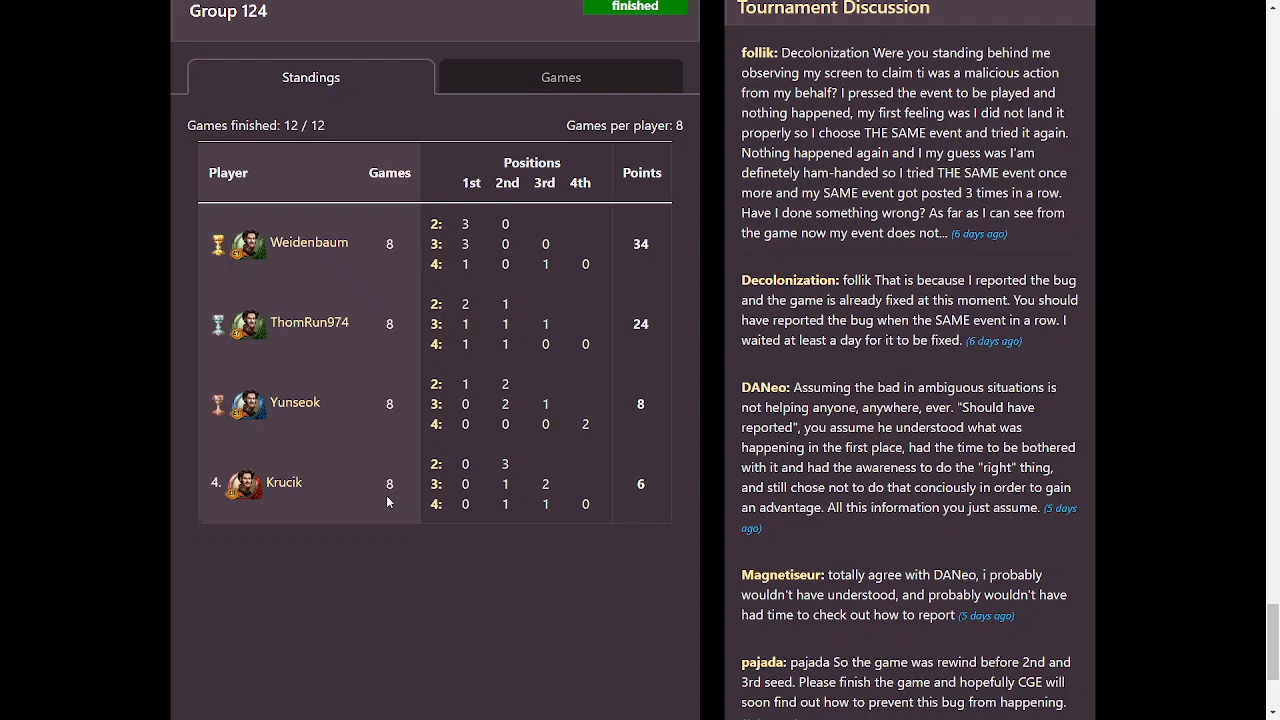 Group 124
finished
Standings
Games
Games finished: 12 / 12
Games per player: 8
Player Games Positions Points
1st 2nd 3rd 4th
Weidenbaum 8 34
2: 3 0
3: 3 0 0
4: 1 0 1 0
ThomRun974 8 24
2: 2 1
3: 1 1 1
4: 1 1 0 0
Yunseok 8 8
2: 1 2
3: 0 2 1
4: 0 0 0 2
4. Krucik 8 6
2: 0 3
3: 0 1 2
4: 0 1 1 0
Tournament Discussion
follik: Decolonization Were you standing behind me
observing my screen to claim ti was a malicious action
from my behalf? I pressed the event to be played and
nothing happened, my first feeling was I did not land it
properly so I choose THE SAME event and tried it again.
Nothing happened again and I my guess was I'am
definetely ham-handed so I tried THE SAME event once
more and my SAME event got posted 3 times in a row.
Have I done something wrong? As far as I can see from
the game now my event does not... (6 days ago)
Decolonization: follik That is because I reported the bug
and the game is already fixed at this moment. You should
have reported the bug when the SAME event in a row. I
waited at least a day for it to be fixed. (6 days ago)
DANeo: Assuming the bad in ambiguous situations is
not helping anyone, anywhere, ever. "Should have
reported", you assume he understood what was
happening in the first place, had the time to be bothered
with it and had the awareness to do the "right" thing,
and still chose not to do that conciously in order to gain
an advantage. All this information you just assume. (5 days
ago)
Magnetiseur: totally agree with DANeo, i probably
wouldn't have understood, and probably wouldn't have
had time to check out how to report (5 days ago)
pajada: pajada So the game was rewind before 2nd and
3rd seed. Please finish the game and hopefully CGE will
soon find out how to prevent this bug from happening.